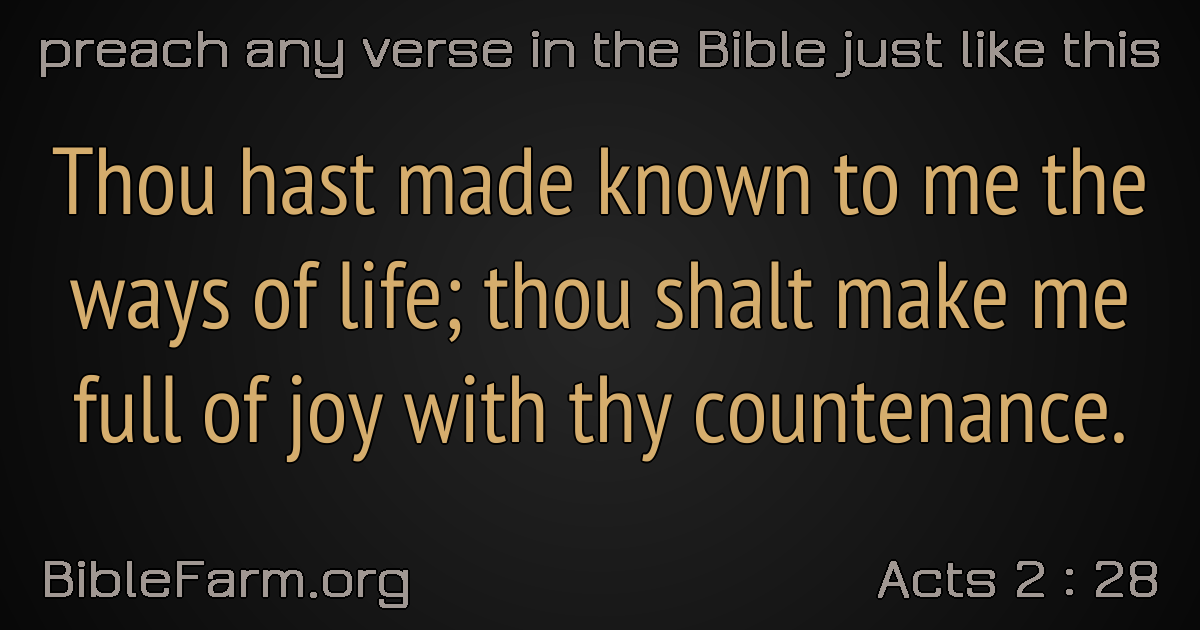 preach any verse in the Bible just like this
Thou hast made known to me the
ways of life; thou shalt make me
full of joy with thy countenance.
BibleFarm.org
Acts 2 : 28